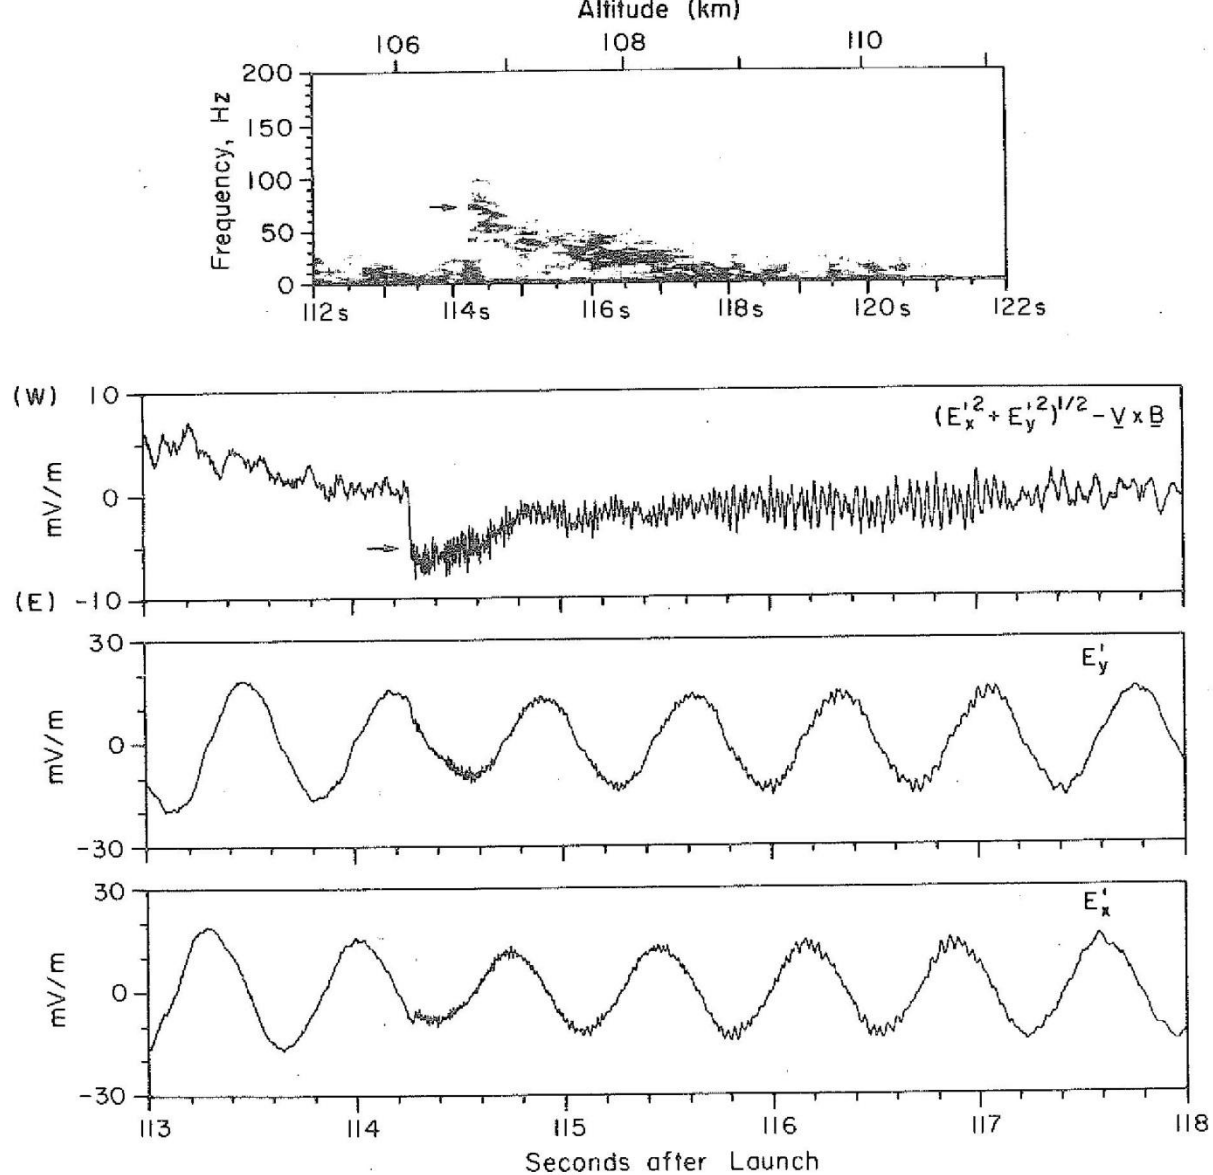 Altitude (km)
106 108 110
200
150
100
50
0
Frequency, Hz
112s 114s 116s 118s 120s 122s
(W) 10
(E'x² + E'y²)^1/2 – V x B
mV/m
0
(E) -10
30
E'y
mV/m
0
-30
30
E'x
mV/m
0
-30
113 114 115 116 117 118
Seconds after Launch